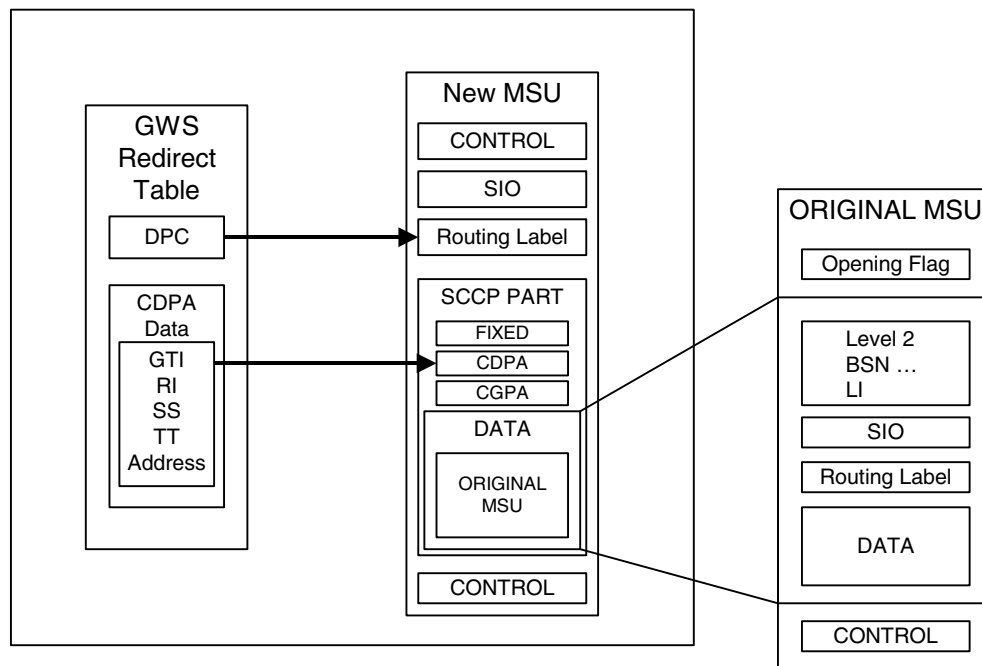 GWS
Redirect
Table
DPC
CDPA
Data
GTI
RI
SS
TT
Address
New MSU
CONTROL
SIO
Routing Label
SCCP PART
FIXED
CDPA
CGPA
DATA
ORIGINAL
MSU
CONTROL
ORIGINAL MSU
Opening Flag
Level 2
BSN ...
LI
SIO
Routing Label
DATA
CONTROL